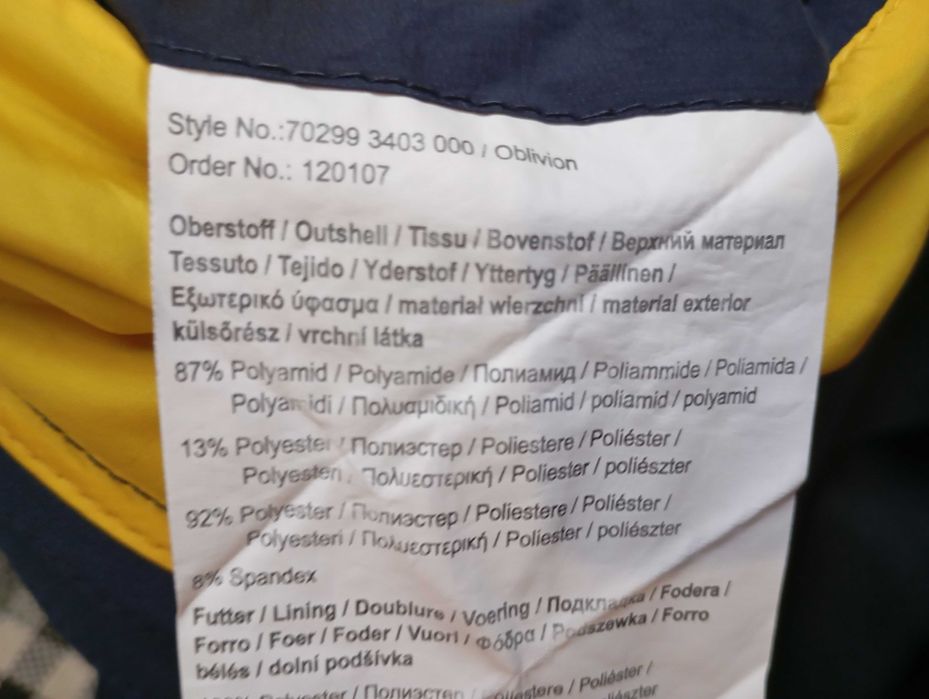 Style No.:70299 3403 000 / Oblivion
Order No.: 120107
Oberstoff / Outshell / Tissu / Bovenstof / Верхний материал
Tessuto / Tejido / Yderstof / Yttertyg / Päällinen /
Εξωτερικό ύφασμα / materiał wierzchni / material exterior
külsőrész / vrchní látka
87% Polyamid / Polyamide / Полиамид / Poliammide / Poliamida /
Polyamidi / Πολυαμιδική / Poliamid / poliamid / polyamid
13% Polyester / Полиэстер / Poliestere / Poliéster /
Polyesteri / Πολυεστερική / Poliester / poliészter
92% Polyester / Полиэстер / Poliestere / Poliéster /
Polyesteri / Πολυεστερική / Poliester / poliészter
8% Spandex
Futter / Lining / Doublure / Voering / Подкладка / Fodera /
Forro / Foer / Foder / Vuori / Φόδρα / Podszewka / Forro
bélés / dolní podšívka
/ Полиэстер / Poliestere / Poliéster /